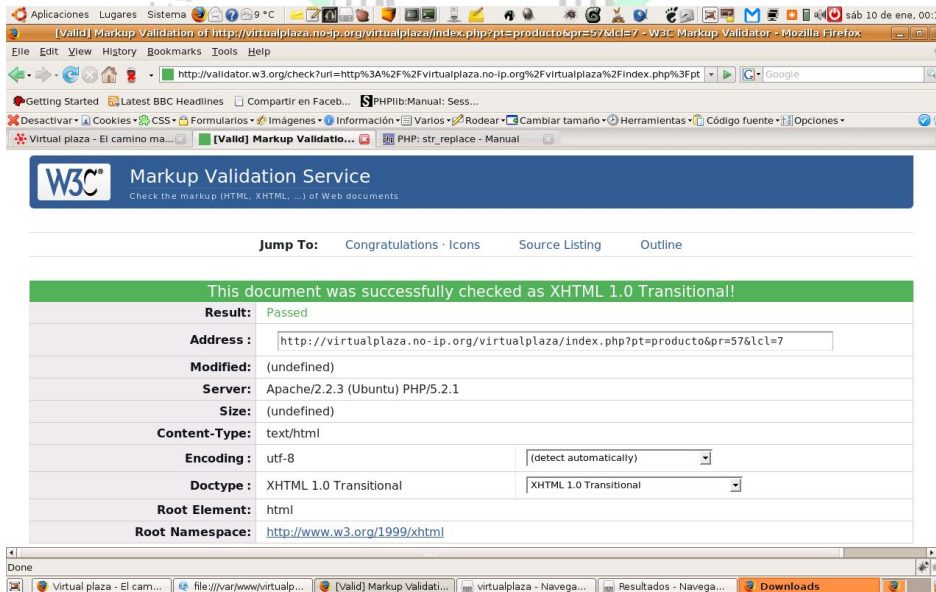 Aplicaciones Lugares Sistema 9 °C sáb 10 de ene, 00:
[Valid] Markup Validation of http://virtualplaza.no-ip.org/virtualplaza/index.php?pt=producto&pr=57&lcl=7 - W3C Markup Validator - Mozilla Firefox
File Edit View History Bookmarks Tools Help
http://validator.w3.org/check?uri=http%3A%2F%2Fvirtualplaza.no-ip.org%2Fvirtualplaza%2Findex.php%3Fpt G Google
Getting Started Latest BBC Headlines Compartir en Faceb... PHPlib:Manual: Sess...
Desactivar Cookies CSS Formularios Imágenes Información Varios Rodear Cambiar tamaño Herramientas Código fuente Opciones
Virtual plaza - El camino ma... [Valid] Markup Validatio... PHP: str_replace - Manual
W3C® Markup Validation Service
Check the markup (HTML, XHTML, ...) of Web documents
Jump To: Congratulations · Icons Source Listing Outline
This document was successfully checked as XHTML 1.0 Transitional!
Result: Passed
Address : http://virtualplaza.no-ip.org/virtualplaza/index.php?pt=producto&pr=57&lcl=7
Modified: (undefined)
Server: Apache/2.2.3 (Ubuntu) PHP/5.2.1
Size: (undefined)
Content-Type: text/html
Encoding : utf-8 (detect automatically)
Doctype : XHTML 1.0 Transitional XHTML 1.0 Transitional
Root Element: html
Root Namespace: http://www.w3.org/1999/xhtml
Done
Virtual plaza - El cam... file:///var/www/virtualp... [Valid] Markup Validati... virtualplaza - Navega... Resultados - Navega... Downloads